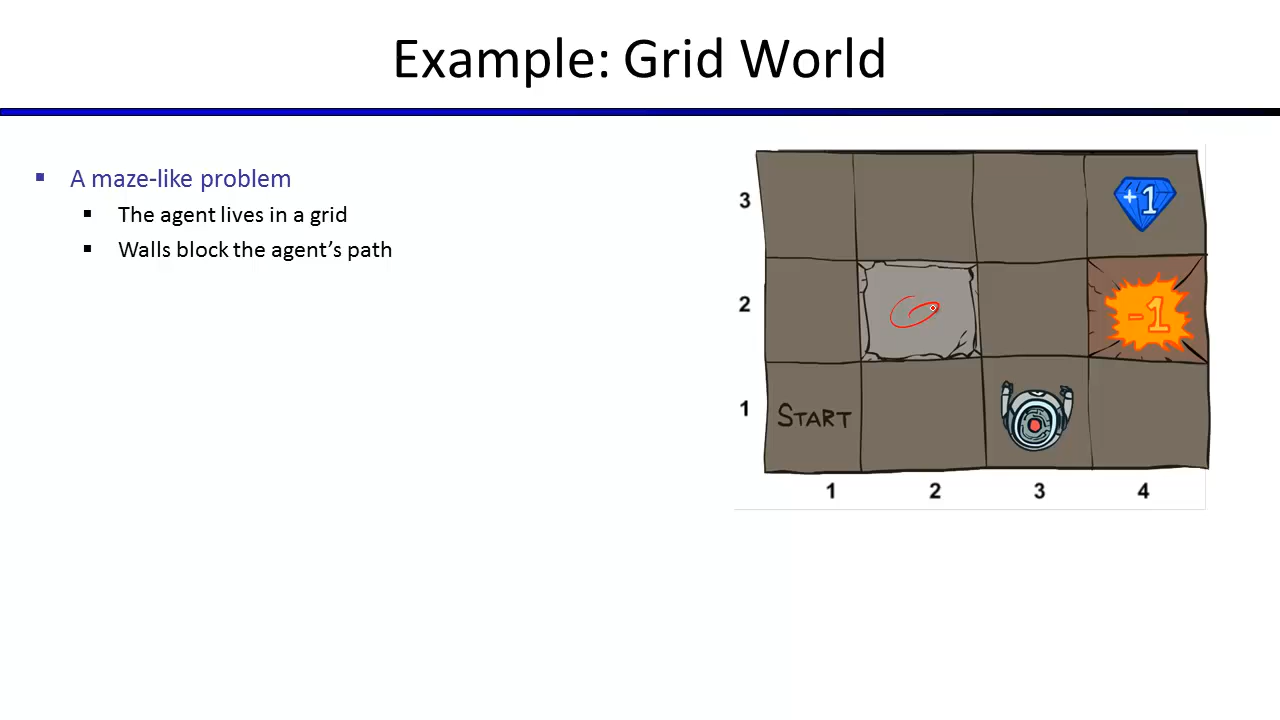 Example: Grid World
A maze-like problem
The agent lives in a grid
Walls block the agent's path
3
+1
2
-1
1
START
1 2 3 4